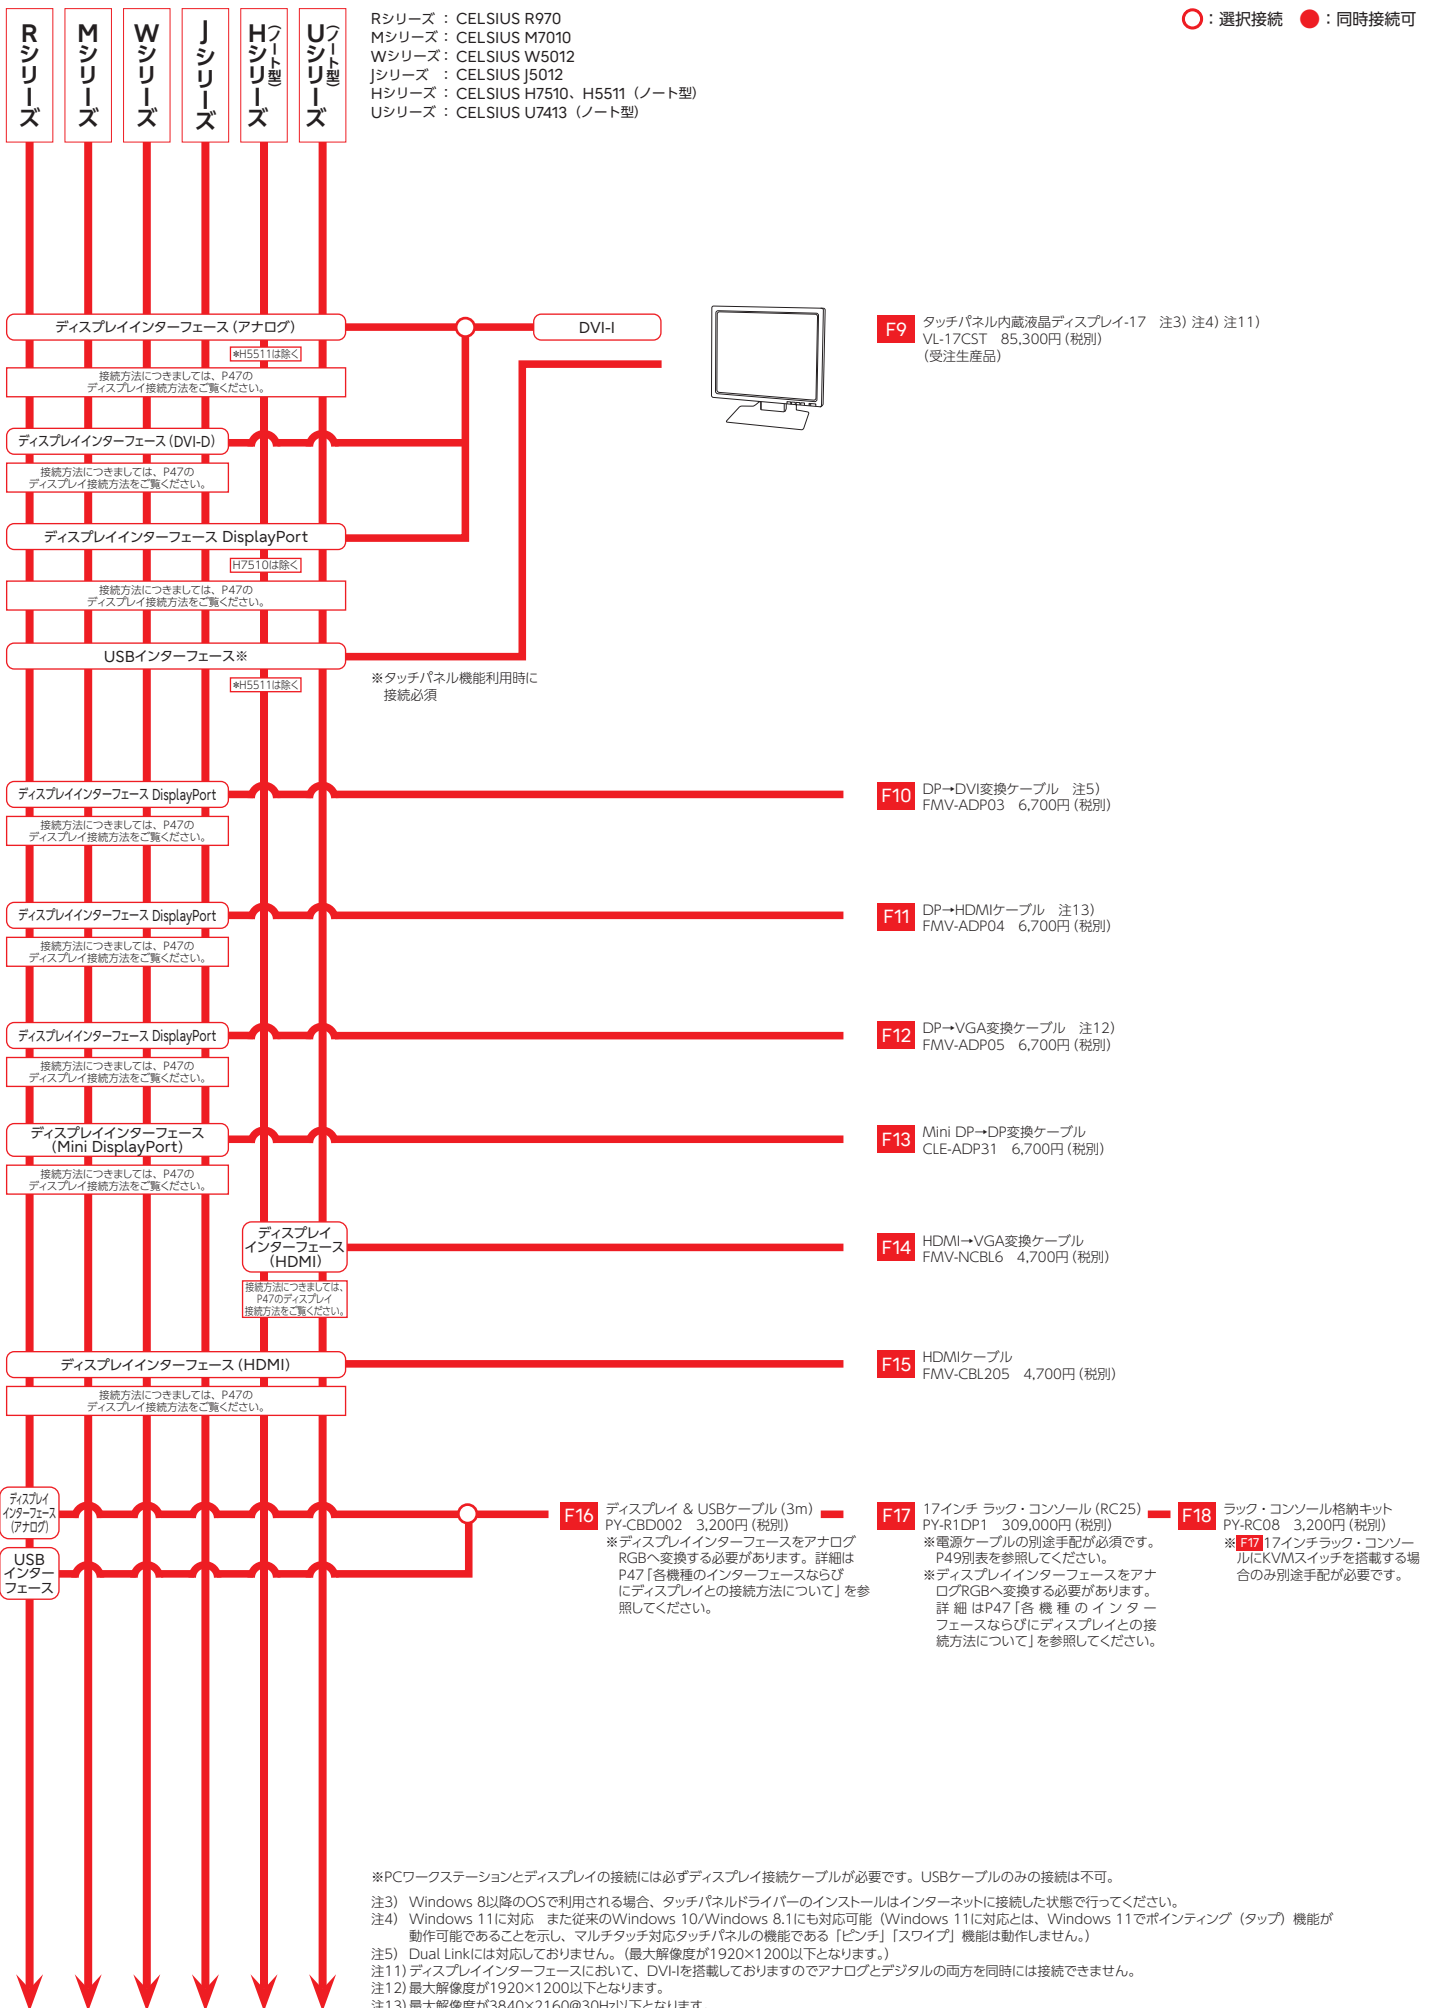 Rシリーズ
Mシリーズ
Wシリーズ
Jシリーズ
Hシリーズ(ノート型)
Uシリーズ(ノート型)
Rシリーズ : CELSIUS R970
Mシリーズ : CELSIUS M7010
Wシリーズ : CELSIUS W5012
Jシリーズ : CELSIUS J5012
Hシリーズ : CELSIUS H7510、H5511 (ノート型)
Uシリーズ : CELSIUS U7413 (ノート型)
:選択接続 :同時接続可
ディスプレイインターフェース(アナログ)
*H5511は除く
接続方法につきましては、P47の
ディスプレイ接続方法をご覧ください。
DVI-I
F9 タッチパネル内蔵液晶ディスプレイ-17 注3) 注4) 注11)
VL-17CST 85,300円(税別)
(受注生産品)
ディスプレイインターフェース(DVI-D)
接続方法につきましては、P47の
ディスプレイ接続方法をご覧ください。
ディスプレイインターフェース DisplayPort
H7510は除く
接続方法につきましては、P47の
ディスプレイ接続方法をご覧ください。
USBインターフェース※
*H5511は除く
※タッチパネル機能利用時に
接続必須
ディスプレイインターフェース DisplayPort
接続方法につきましては、P47の
ディスプレイ接続方法をご覧ください。
F10 DP→DVI変換ケーブル 注5)
FMV-ADP03 6,700円(税別)
ディスプレイインターフェース DisplayPort
接続方法につきましては、P47の
ディスプレイ接続方法をご覧ください。
F11 DP→HDMIケーブル 注13)
FMV-ADP04 6,700円(税別)
ディスプレイインターフェース DisplayPort
接続方法につきましては、P47の
ディスプレイ接続方法をご覧ください。
F12 DP→VGA変換ケーブル 注12)
FMV-ADP05 6,700円(税別)
ディスプレイインターフェース
(Mini DisplayPort)
接続方法につきましては、P47の
ディスプレイ接続方法をご覧ください。
F13 Mini DP→DP変換ケーブル
CLE-ADP31 6,700円(税別)
ディスプレイ
インターフェース
(HDMI)
接続方法につきましては、
P47のディスプレイ
接続方法をご覧ください。
F14 HDMI→VGA変換ケーブル
FMV-NCBL6 4,700円(税別)
ディスプレイインターフェース(HDMI)
接続方法につきましては、P47の
ディスプレイ接続方法をご覧ください。
F15 HDMIケーブル
FMV-CBL205 4,700円(税別)
ディスプレイ
インターフェース
(アナログ)
USB
インター
フェース
F16 ディスプレイ & USBケーブル(3m)
PY-CBD002 3,200円(税別)
※ディスプレイインターフェースをアナログ
RGBへ変換する必要があります。詳細は
P47「各機種のインターフェースならび
にディスプレイとの接続方法について」を参
照してください。
F17 17インチ ラック・コンソール(RC25)
PY-R1DP1 309,000円(税別)
※電源ケーブルの別途手配が必須です。
P49別表を参照してください。
※ディスプレイインターフェースをアナ
ログRGBへ変換する必要があります。
詳細はP47「各機種のインター
フェースならびにディスプレイとの接
続方法について」を参照してください。
F18 ラック・コンソール格納キット
PY-RC08 3,200円(税別)
※F17 17インチラック・コンソー
ルにKVMスイッチを搭載する場
合のみ別途手配が必要です。
※PCワークステーションとディスプレイの接続には必ずディスプレイ接続ケーブルが必要です。USBケーブルのみの接続は不可。
注3) Windows 8以降のOSで利用される場合、タッチパネルドライバーのインストールはインターネットに接続した状態で行ってください。
注4) Windows 11に対応 また従来のWindows 10/Windows 8.1にも対応可能(Windows 11に対応とは、Windows 11でポインティング(タップ)機能が
動作可能であることを示し、マルチタッチ対応タッチパネルの機能である「ピンチ」「スワイプ」機能は動作しません。)
注5) Dual Linkには対応しておりません。(最大解像度が1920×1200以下となります。)
注11)ディスプレイインターフェースにおいて、DVI-Iを搭載しておりますのでアナログとデジタルの両方を同時には接続できません。
注12)最大解像度が1920×1200以下となります。
注13)最大解像度が3840×2160@30Hz以下となります。